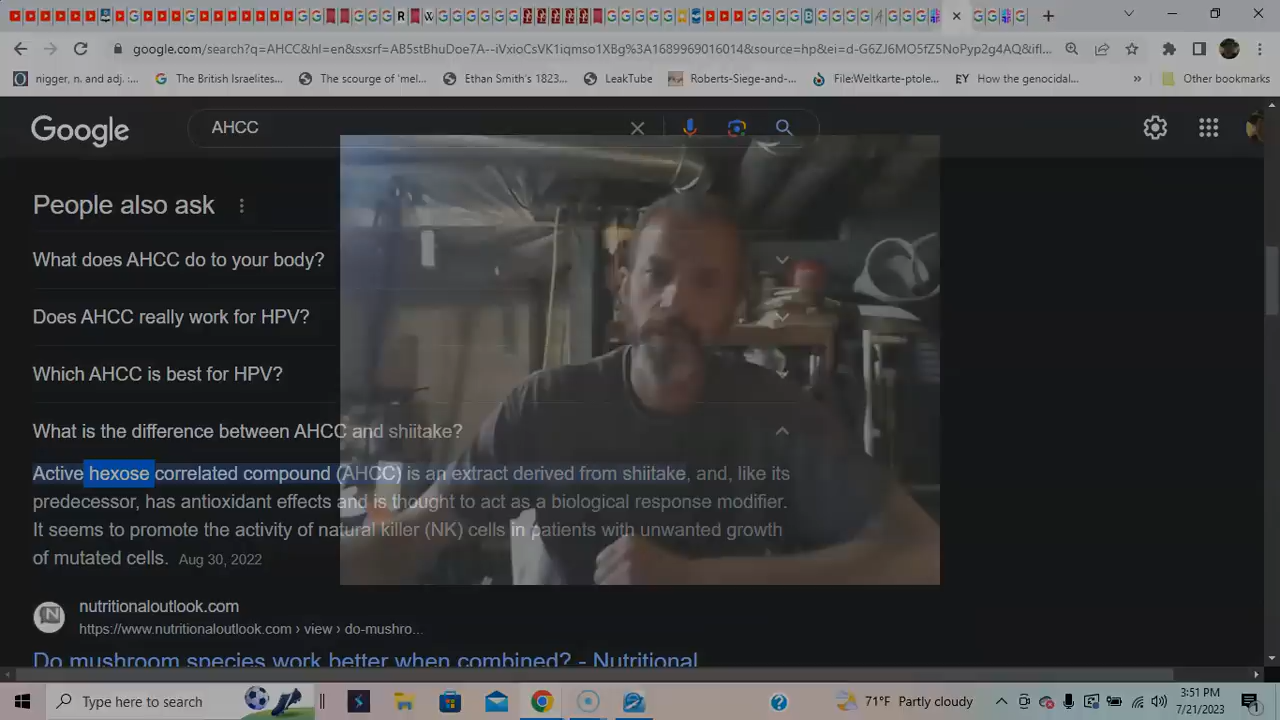 google.com/search?q=AHCC&hl=en&sxsrf=AB5stBhuDoe7A--iVxioCsVK1iqmso1XBg%3A1689969016014&source=hp&ei=d-G6ZJ6MO5fZ5NoPyp2g4AQ&ifl...
nigger, n. and adj. :... The British Israelites... The scourge of 'mel... Ethan Smith's 1823... LeakTube Roberts-Siege-and-... File:Weltkarte-ptole... EY How the genocidal... » Other bookmarks
Google AHCC
People also ask
What does AHCC do to your body?
Does AHCC really work for HPV?
Which AHCC is best for HPV?
What is the difference between AHCC and shiitake?
Active hexose correlated compound (AHCC) is an extract derived from shiitake, and, like its
predecessor, has antioxidant effects and is thought to act as a biological response modifier.
It seems to promote the activity of natural killer (NK) cells in patients with unwanted growth
of mutated cells. Aug 30, 2022
nutritionaloutlook.com
https://www.nutritionaloutlook.com › view › do-mushro...
Do mushroom species work better when combined? - Nutritional
Type here to search
71°F Partly cloudy
3:51 PM
7/21/2023